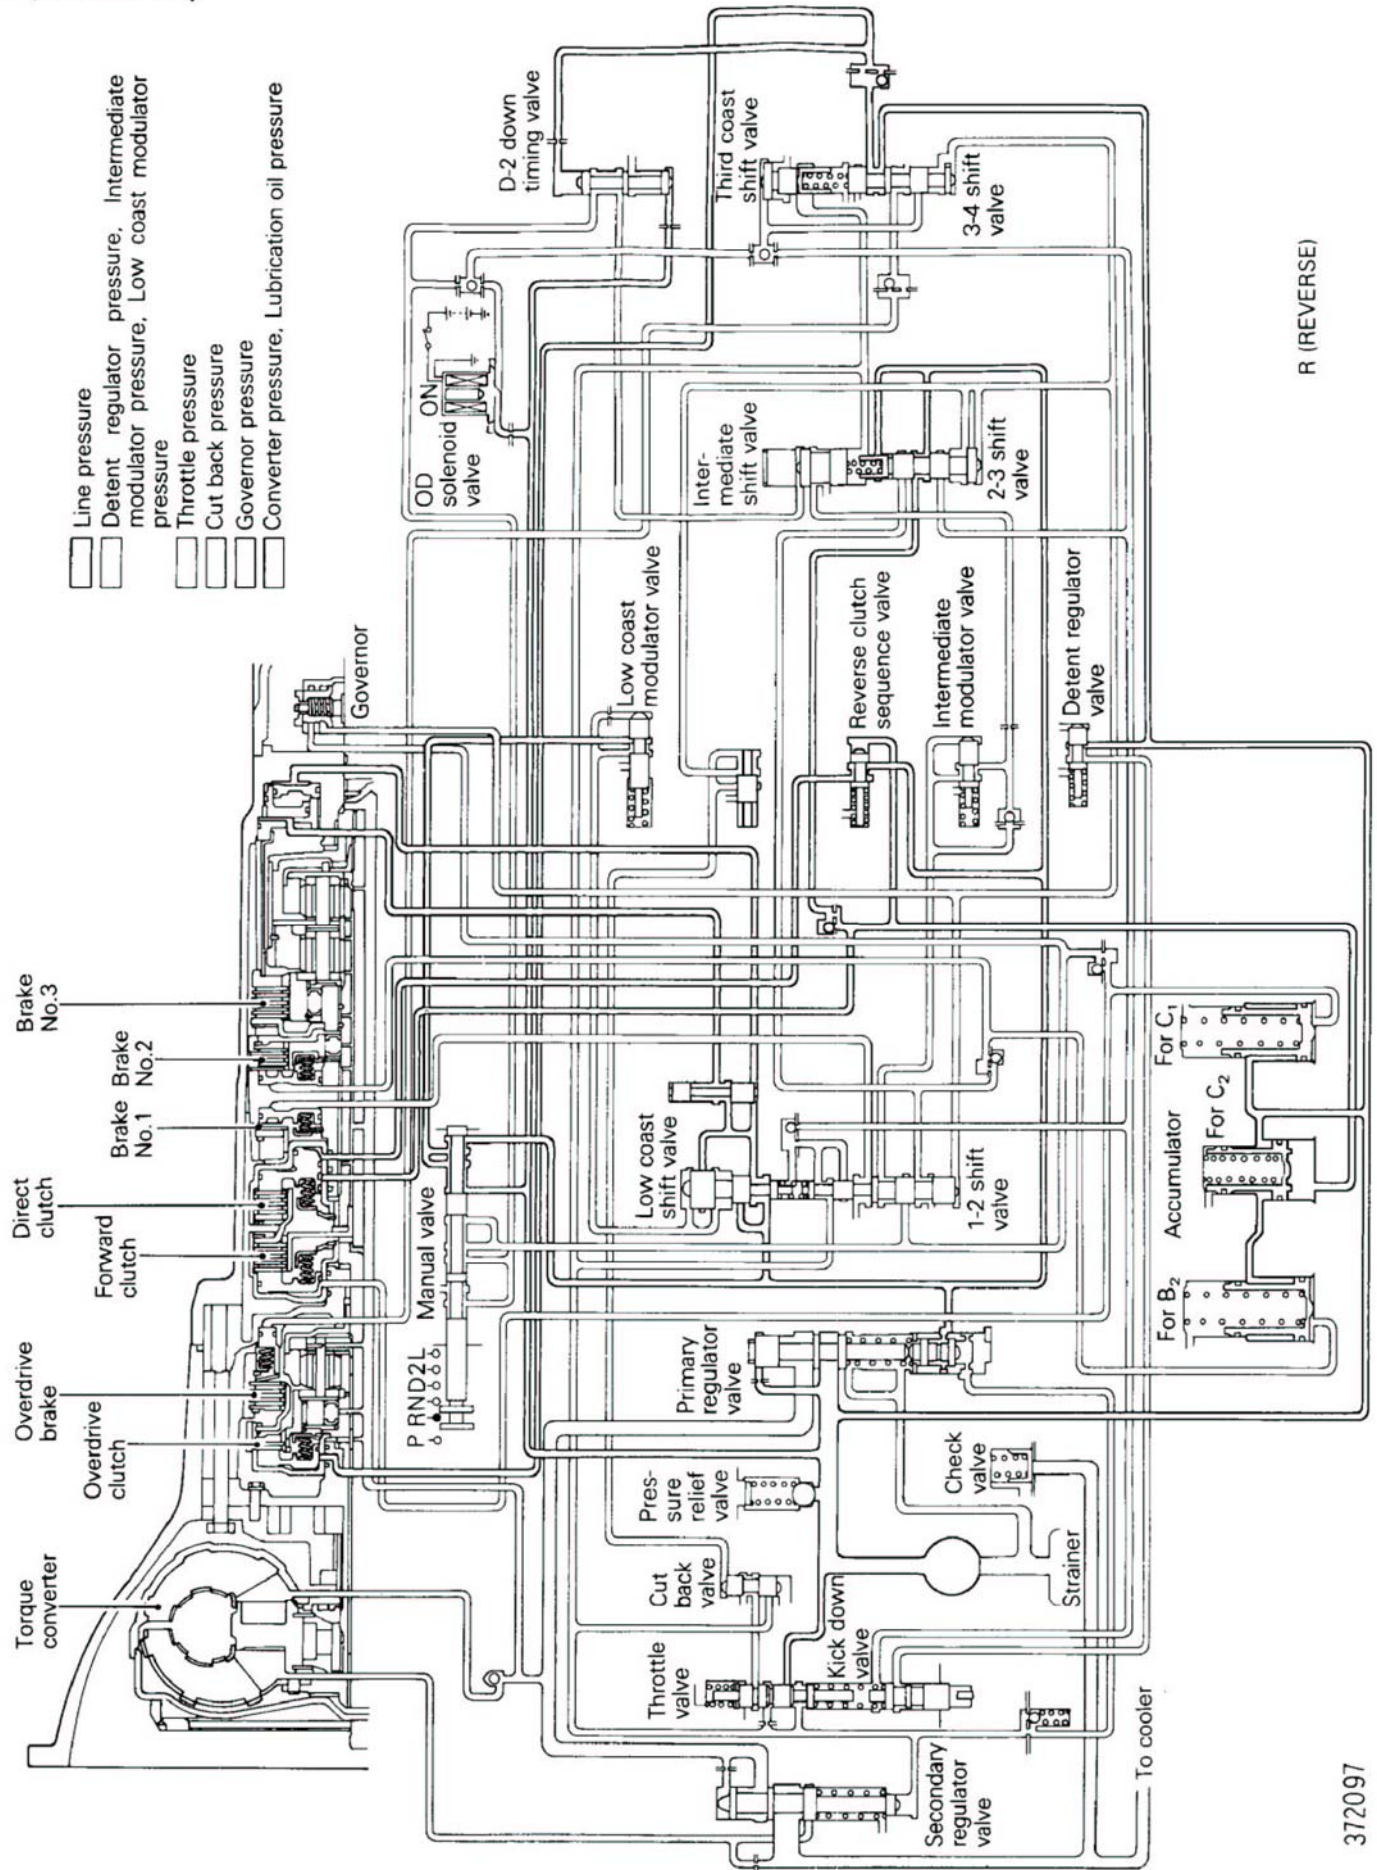 Line pressure
Detent regulator pressure, Intermediate
modulator pressure, Low coast modulator
pressure
Throttle pressure
Cut back pressure
Governor pressure
Converter pressure, Lubrication oil pressure
Torque
converter
Overdrive
clutch
Overdrive
brake
Forward
clutch
Direct
clutch
Brake
No.1
Brake
No.2
Brake
No.3
Governor
P RND2L
Manual valve
OD
solenoid
valve
ON
D-2 down
timing valve
Low coast
modulator valve
Third coast
shift valve
3-4 shift
valve
Inter-
mediate
shift valve
2-3 shift
valve
Reverse clutch
sequence valve
Intermediate
modulator valve
Detent regulator
valve
Low coast
shift valve
1-2 shift
valve
Primary
regulator
valve
Pres-
sure
relief
valve
Cut
back
valve
Throttle
valve
Kick down
valve
Check
valve
Strainer
Secondary
regulator
valve
To cooler
Accumulator
For B2
For C2
For C1
R (REVERSE)
372097